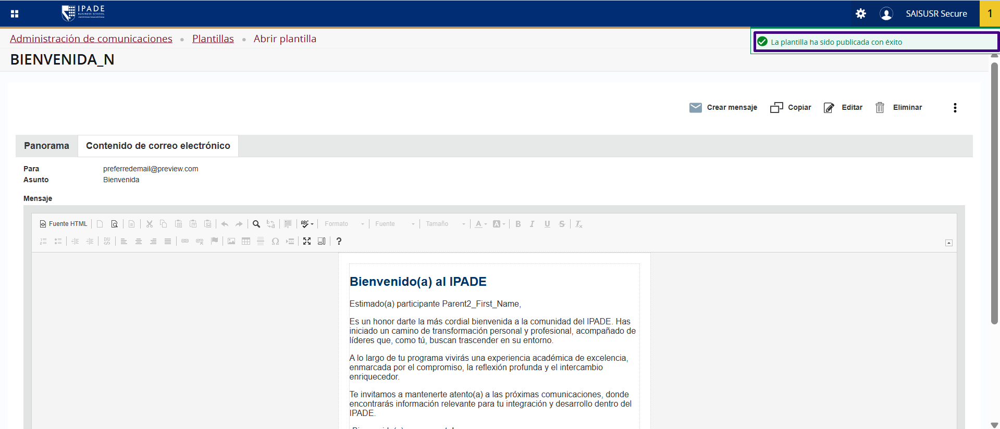 IPADE
BUSINESS SCHOOL
SAISUSR Secure
1
Administración de comunicaciones • Plantillas • Abrir plantilla
La plantilla ha sido publicada con éxito
BIENVENIDA_N
Crear mensaje
Copiar
Editar
Eliminar
Panorama
Contenido de correo electrónico
Para preferredemail@preview.com
Asunto Bienvenida
Mensaje
Fuente HTML
ABC
Formato
Fuente
Tamaño
A
A
B
I
U
S
Tx
DIV
Ω
?
Bienvenido(a) al IPADE
Estimado(a) participante Parent2_First_Name,
Es un honor darte la más cordial bienvenida a la comunidad del IPADE. Has
iniciado un camino de transformación personal y profesional, acompañado de
líderes que, como tú, buscan trascender en su entorno.
A lo largo de tu programa vivirás una experiencia académica de excelencia,
enmarcada por el compromiso, la reflexión profunda y el intercambio
enriquecedor.
Te invitamos a mantenerte atento(a) a las próximas comunicaciones, donde
encontrarás información relevante para tu integración y desarrollo dentro del
IPADE.